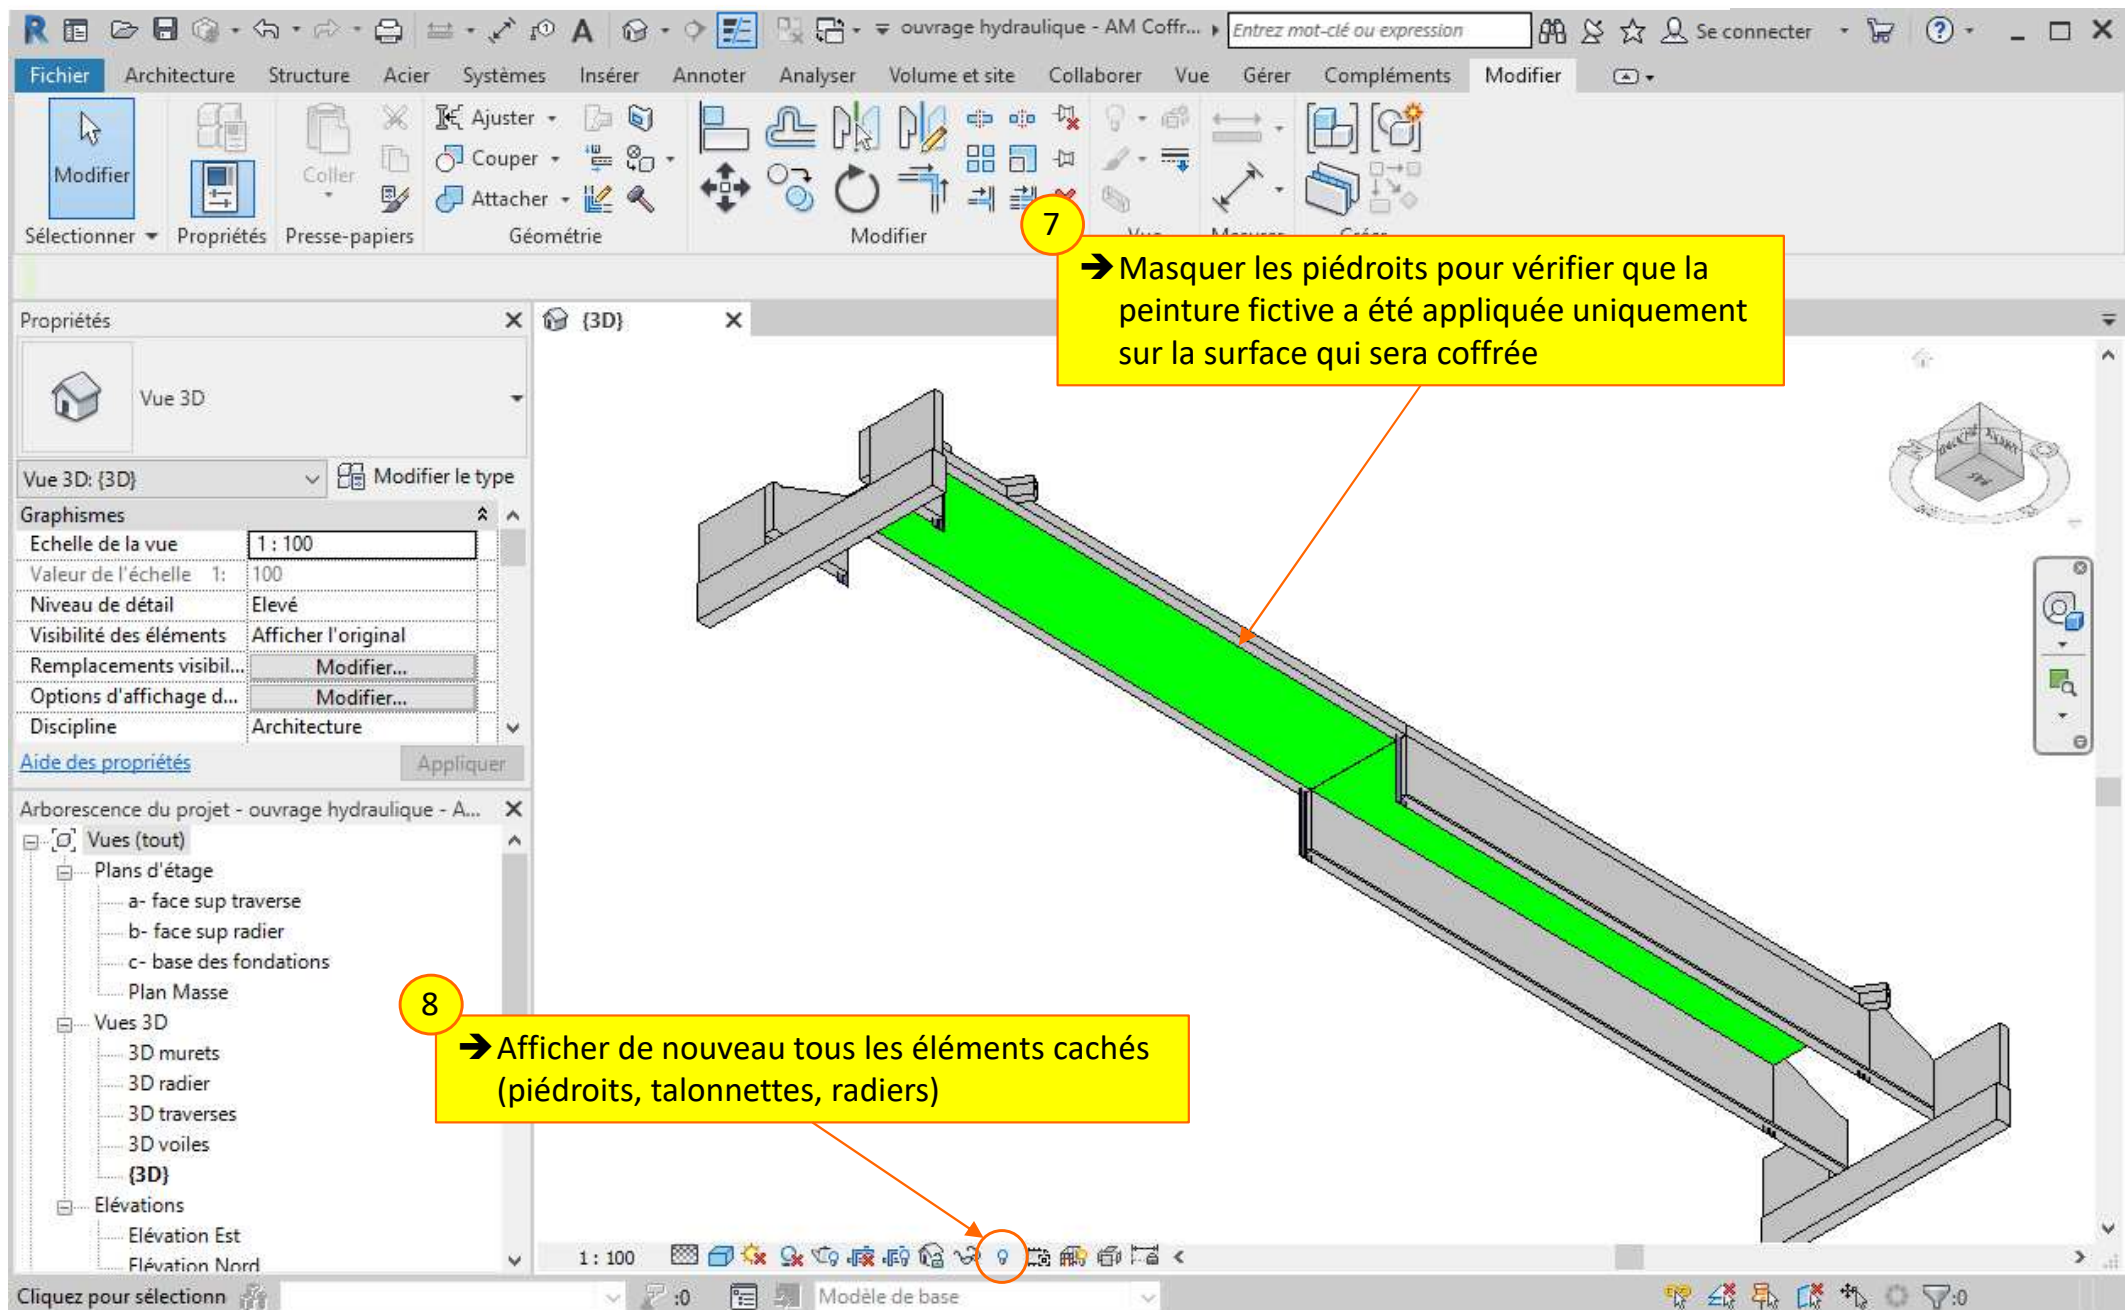 ouvrage hydraulique - AM Coffr...
Entrez mot-clé ou expression
Se connecter
Fichier Architecture Structure Acier Systèmes Insérer Annoter Analyser Volume et site Collaborer Vue Gérer Compléments Modifier
Modifier
Coller
Ajuster
Couper
Attacher
Sélectionner Propriétés Presse-papiers Géométrie Modifier
7
Masquer les piédroits pour vérifier que la
peinture fictive a été appliquée uniquement
sur la surface qui sera coffrée
Propriétés
{3D}
Vue 3D
Vue 3D: {3D}
Modifier le type
Graphismes
Echelle de la vue 1 : 100
Valeur de l'échelle 1: 100
Niveau de détail Elevé
Visibilité des éléments Afficher l'original
Remplacements visibil... Modifier...
Options d'affichage d... Modifier...
Discipline Architecture
Aide des propriétés Appliquer
Arborescence du projet - ouvrage hydraulique - A...
Vues (tout)
Plans d'étage
a- face sup traverse
b- face sup radier
c- base des fondations
Plan Masse
Vues 3D
3D murets
3D radier
3D traverses
3D voiles
{3D}
Elévations
Elévation Est
Elévation Nord
8
Afficher de nouveau tous les éléments cachés
(piédroits, talonnettes, radiers)
1 : 100
Cliquez pour sélectionn
:0
Modèle de base
:0